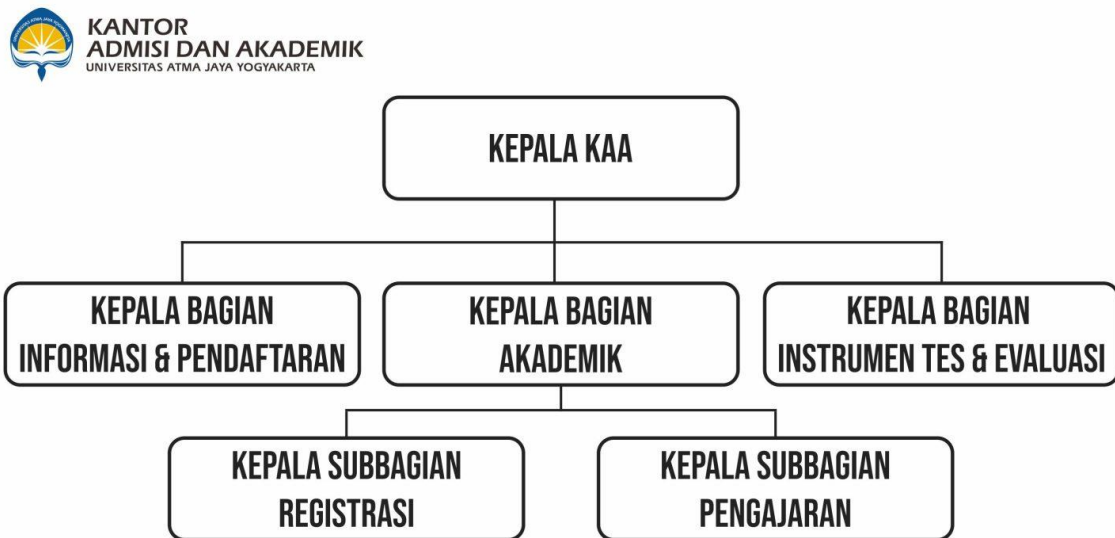 KANTOR
ADMISI DAN AKADEMIK
UNIVERSITAS ATMA JAYA YOGYAKARTA
KEPALA KAA
KEPALA BAGIAN
INFORMASI & PENDAFTARAN
KEPALA BAGIAN
AKADEMIK
KEPALA BAGIAN
INSTRUMEN TES & EVALUASI
KEPALA SUBBAGIAN
REGISTRASI
KEPALA SUBBAGIAN
PENGAJARAN